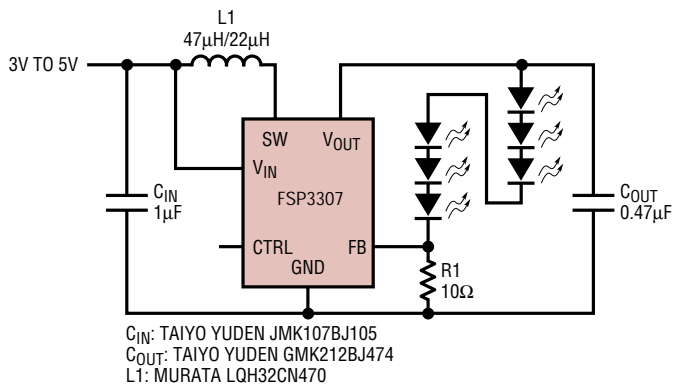 L1
47µH/22µH
3V TO 5V
SW
VOUT
VIN
FSP3307
CIN
1µF
COUT
0.47µF
CTRL
FB
GND
R1
10Ω
CIN: TAIYO YUDEN JMK107BJ105
COUT: TAIYO YUDEN GMK212BJ474
L1: MURATA LQH32CN470